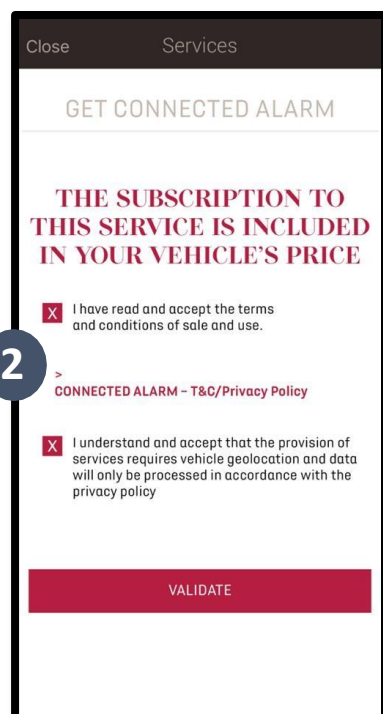 Close Services
GET CONNECTED ALARM
THE SUBSCRIPTION TO
THIS SERVICE IS INCLUDED
IN YOUR VEHICLE'S PRICE
X I have read and accept the terms
and conditions of sale and use.
2
>
CONNECTED ALARM – T&C/Privacy Policy
X I understand and accept that the provision of
services requires vehicle geolocation and data
will only be processed in accordance with the
privacy policy
VALIDATE